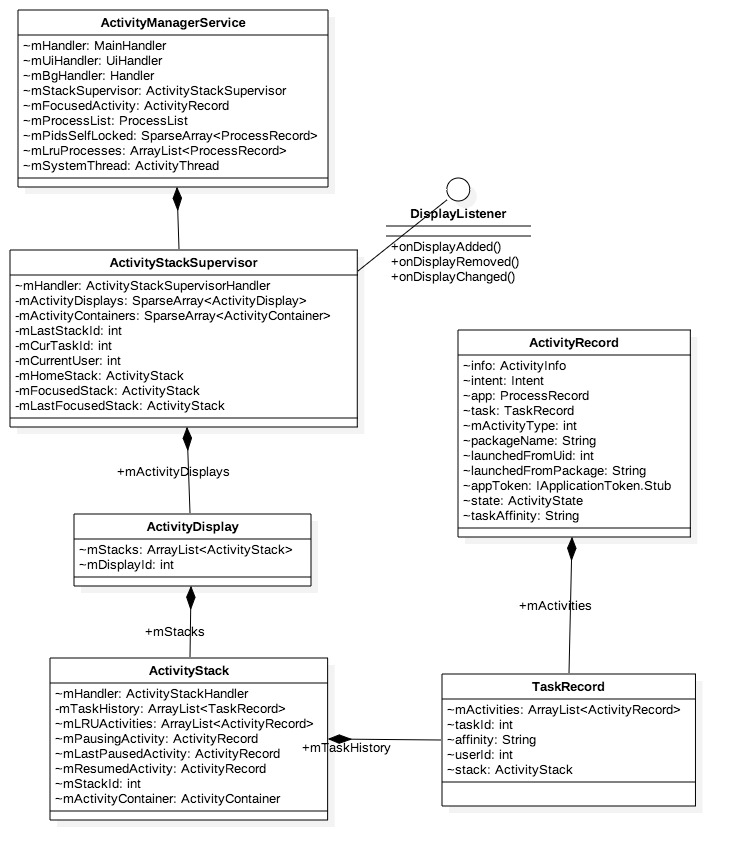 ActivityManagerService
~mHandler: MainHandler
~mUiHandler: UiHandler
~mBgHandler: Handler
~mStackSupervisor: ActivityStackSupervisor
~mFocusedActivity: ActivityRecord
~mProcessList: ProcessList
~mPidsSelfLocked: SparseArray<ProcessRecord>
~mLruProcesses: ArrayList<ProcessRecord>
~mSystemThread: ActivityThread
DisplayListener
+onDisplayAdded()
+onDisplayRemoved()
+onDisplayChanged()
ActivityStackSupervisor
~mHandler: ActivityStackSupervisorHandler
-mActivityDisplays: SparseArray<ActivityDisplay>
-mActivityContainers: SparseArray<ActivityContainer>
-mLastStackId: int
-mCurTaskId: int
-mCurrentUser: int
-mHomeStack: ActivityStack
-mFocusedStack: ActivityStack
-mLastFocusedStack: ActivityStack
ActivityRecord
~info: ActivityInfo
~intent: Intent
~app: ProcessRecord
~task: TaskRecord
~mActivityType: int
~packageName: String
~launchedFromUid: int
~launchedFromPackage: String
~appToken: IApplicationToken.Stub
~state: ActivityState
~taskAffinity: String
+mActivityDisplays
ActivityDisplay
~mStacks: ArrayList<ActivityStack>
~mDisplayId: int
+mActivities
+mStacks
ActivityStack
~mHandler: ActivityStackHandler
-mTaskHistory: ArrayList<TaskRecord>
~mLRUActivities: ArrayList<ActivityRecord>
~mPausingActivity: ActivityRecord
~mLastPausedActivity: ActivityRecord
~mResumedActivity: ActivityRecord
~mStackId: int
~mActivityContainer: ActivityContainer
+mTaskHistory
TaskRecord
~mActivities: ArrayList<ActivityRecord>
~taskId: int
~affinity: String
~userId: int
~stack: ActivityStack